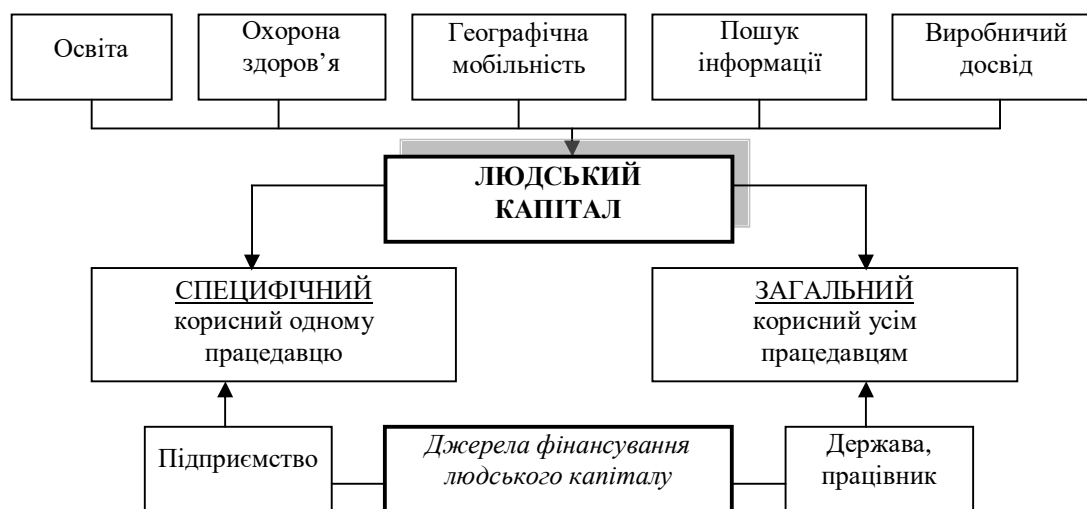 Освіта
Охорона
здоров’я
Географічна
мобільність
Пошук
інформації
Виробничий
досвід
ЛЮДСЬКИЙ
КАПІТАЛ
СПЕЦИФІЧНИЙ
корисний одному
працедавцю
ЗАГАЛЬНИЙ
корисний усім
працедавцям
Підприємство
Джерела фінансування
людського капіталу
Держава,
працівник